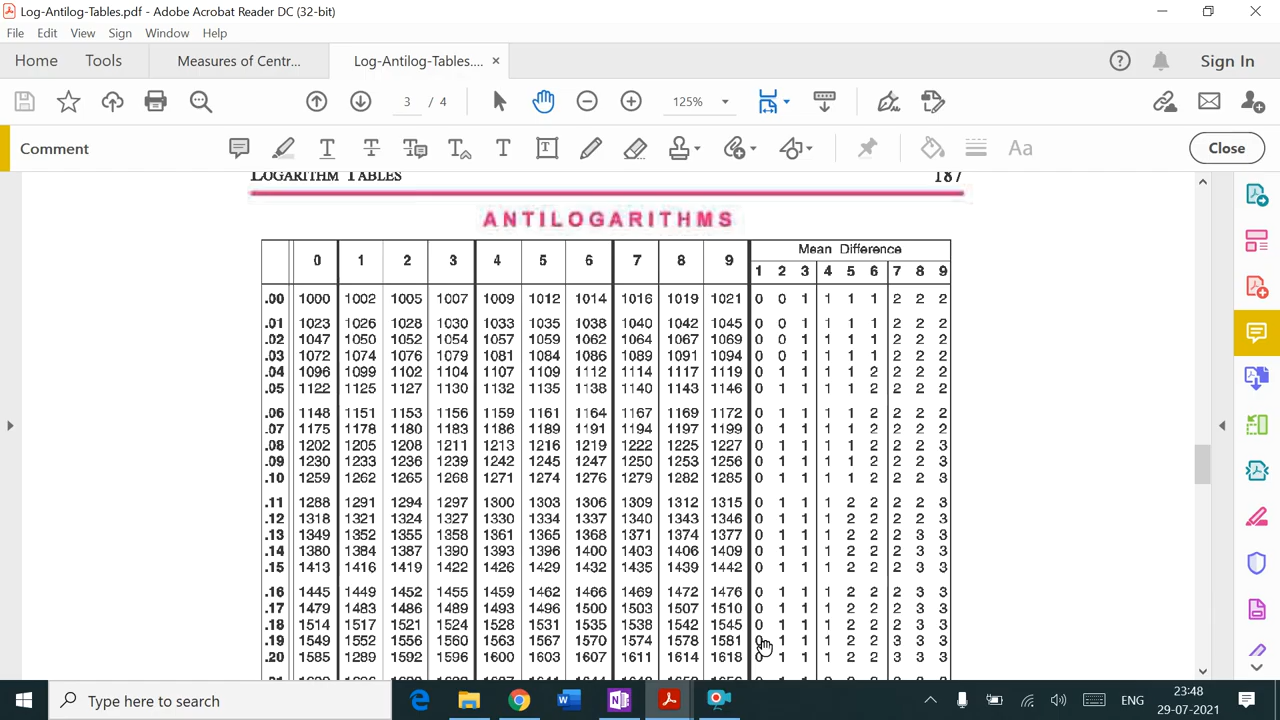 Log-Antilog-Tables.pdf - Adobe Acrobat Reader DC (32-bit)
File Edit View Sign Window Help
Home Tools Measures of Centr... Log-Antilog-Tables.... × Sign In
3 / 4 125%
Comment Aa Close
LOGARITHM TABLES 187
ANTILOGARITHMS
Mean Difference
0 1 2 3 4 5 6 7 8 9 1 2 3 4 5 6 7 8 9
.00 1000 1002 1005 1007 1009 1012 1014 1016 1019 1021 0 0 1 1 1 1 2 2 2
.01 1023 1026 1028 1030 1033 1035 1038 1040 1042 1045 0 0 1 1 1 1 2 2 2
.02 1047 1050 1052 1054 1057 1059 1062 1064 1067 1069 0 0 1 1 1 1 2 2 2
.03 1072 1074 1076 1079 1081 1084 1086 1089 1091 1094 0 0 1 1 1 1 2 2 2
.04 1096 1099 1102 1104 1107 1109 1112 1114 1117 1119 0 1 1 1 1 2 2 2 2
.05 1122 1125 1127 1130 1132 1135 1138 1140 1143 1146 0 1 1 1 1 2 2 2 2
.06 1148 1151 1153 1156 1159 1161 1164 1167 1169 1172 0 1 1 1 1 2 2 2 2
.07 1175 1178 1180 1183 1186 1189 1191 1194 1197 1199 0 1 1 1 1 2 2 2 2
.08 1202 1205 1208 1211 1213 1216 1219 1222 1225 1227 0 1 1 1 1 2 2 2 3
.09 1230 1233 1236 1239 1242 1245 1247 1250 1253 1256 0 1 1 1 1 2 2 2 3
.10 1259 1262 1265 1268 1271 1274 1276 1279 1282 1285 0 1 1 1 1 2 2 2 3
.11 1288 1291 1294 1297 1300 1303 1306 1309 1312 1315 0 1 1 1 2 2 2 2 3
.12 1318 1321 1324 1327 1330 1334 1337 1340 1343 1346 0 1 1 1 2 2 2 2 3
.13 1349 1352 1355 1358 1361 1365 1368 1371 1374 1377 0 1 1 1 2 2 2 3 3
.14 1380 1384 1387 1390 1393 1396 1400 1403 1406 1409 0 1 1 1 2 2 2 3 3
.15 1413 1416 1419 1422 1426 1429 1432 1435 1439 1442 0 1 1 1 2 2 2 3 3
.16 1445 1449 1452 1455 1459 1462 1466 1469 1472 1476 0 1 1 1 2 2 2 3 3
.17 1479 1483 1486 1489 1493 1496 1500 1503 1507 1510 0 1 1 1 2 2 2 3 3
.18 1514 1517 1521 1524 1528 1531 1535 1538 1542 1545 0 1 1 1 2 2 2 3 3
.19 1549 1552 1556 1560 1563 1567 1570 1574 1578 1581 1 1 1 2 2 3 3 3
.20 1585 1289 1592 1596 1600 1603 1607 1611 1614 1618 1 1 1 2 2 3 3 3
Type here to search ENG 23:48
29-07-2021